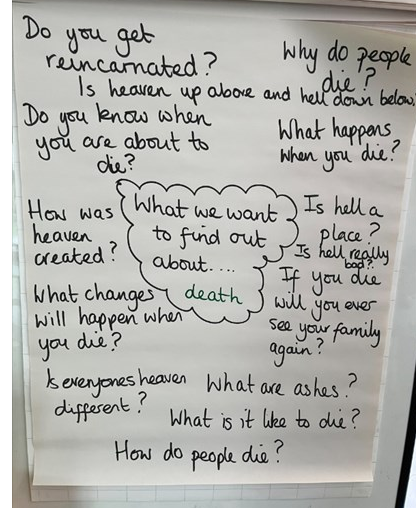 Do you get
reincarnated?
Why do people
die?
Is heaven up above and hell down below?
Do you know when
you are about to
die?
What happens
when you die?
How was
heaven
created?
What we want
to find out
about....
death
Is hell a
place?
Is hell really
bad?
If you die
will you ever
see your family
again?
What changes
will happen when
you die?
Is everyones heaven
different?
What are ashes?
What is it like to die?
How do people die?